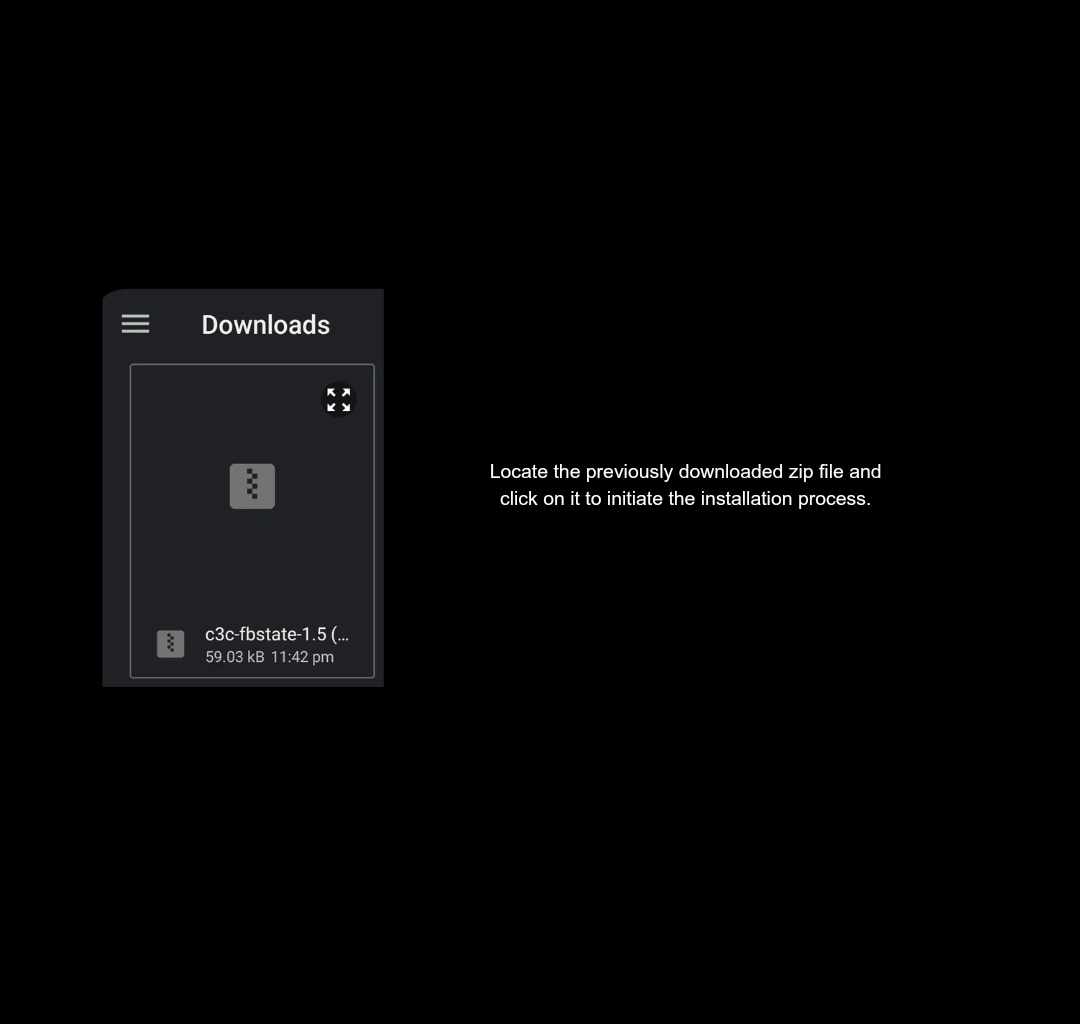 Downloads
c3c-fbstate-1.5 (...
59.03 kB 11:42 pm
Locate the previously downloaded zip file and
click on it to initiate the installation process.